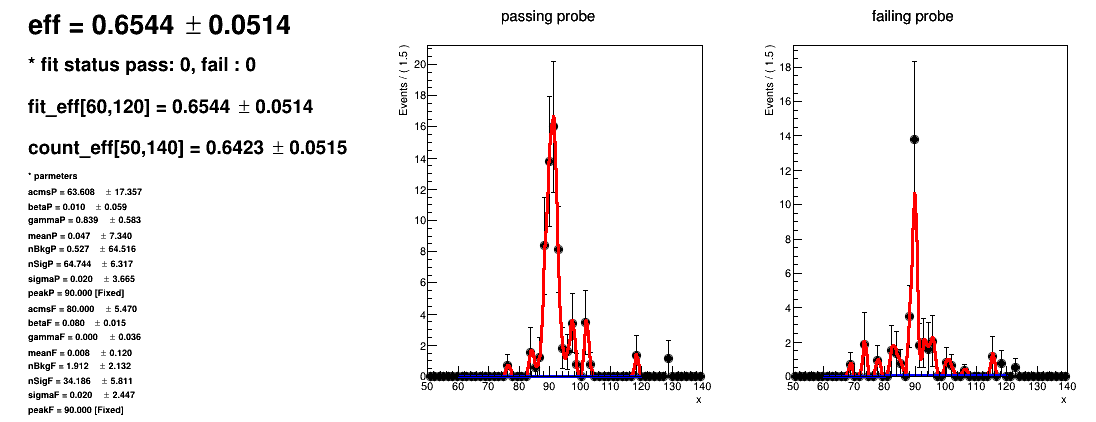 eff = 0.6544 ± 0.0514
* fit status pass: 0, fail : 0
fit_eff[60,120] = 0.6544 ± 0.0514
count_eff[50,140] = 0.6423 ± 0.0515
* parmeters
acmsP = 63.608 ± 17.357
betaP = 0.010 ± 0.059
gammaP = 0.839 ± 0.583
meanP = 0.047 ± 7.340
nBkgP = 0.527 ± 64.516
nSigP = 64.744 ± 6.317
sigmaP = 0.020 ± 3.665
peakP = 90.000 [Fixed]
acmsF = 80.000 ± 5.470
betaF = 0.080 ± 0.015
gammaF = 0.000 ± 0.036
meanF = 0.008 ± 0.120
nBkgF = 1.912 ± 2.132
nSigF = 34.186 ± 5.811
sigmaF = 0.020 ± 2.447
peakF = 90.000 [Fixed]
passing probe
Events / ( 1.5 )
20
18
16
14
12
10
8
6
4
2
0
50 60 70 80 90 100 110 120 130 140
x
failing probe
Events / ( 1.5 )
18
16
14
12
10
8
6
4
2
0
50 60 70 80 90 100 110 120 130 140
x